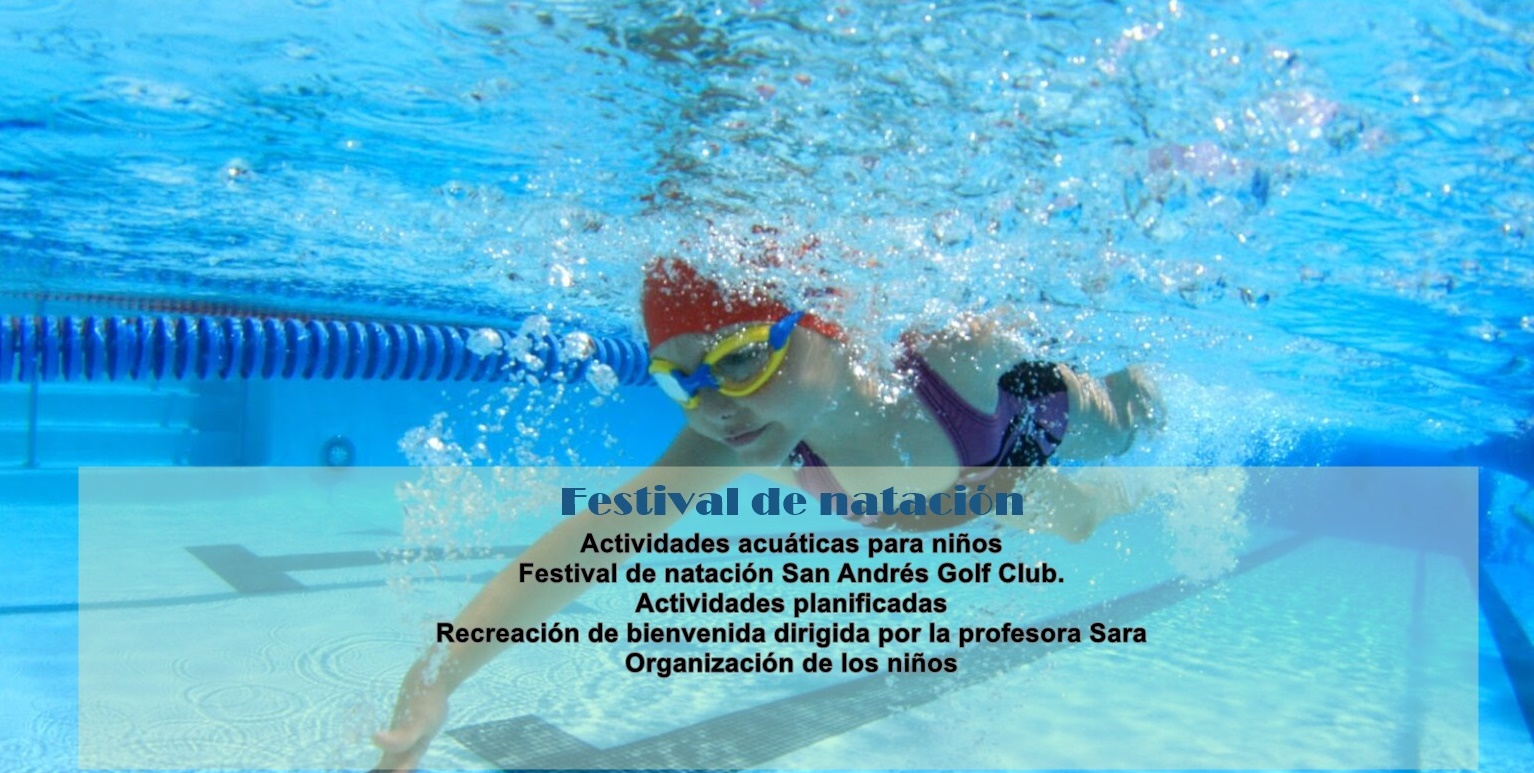 Festival de natación
Actividades acuáticas para niños
Festival de natación San Andrés Golf Club.
Actividades planificadas
Recreación de bienvenida dirigida por la profesora Sara
Organización de los niños